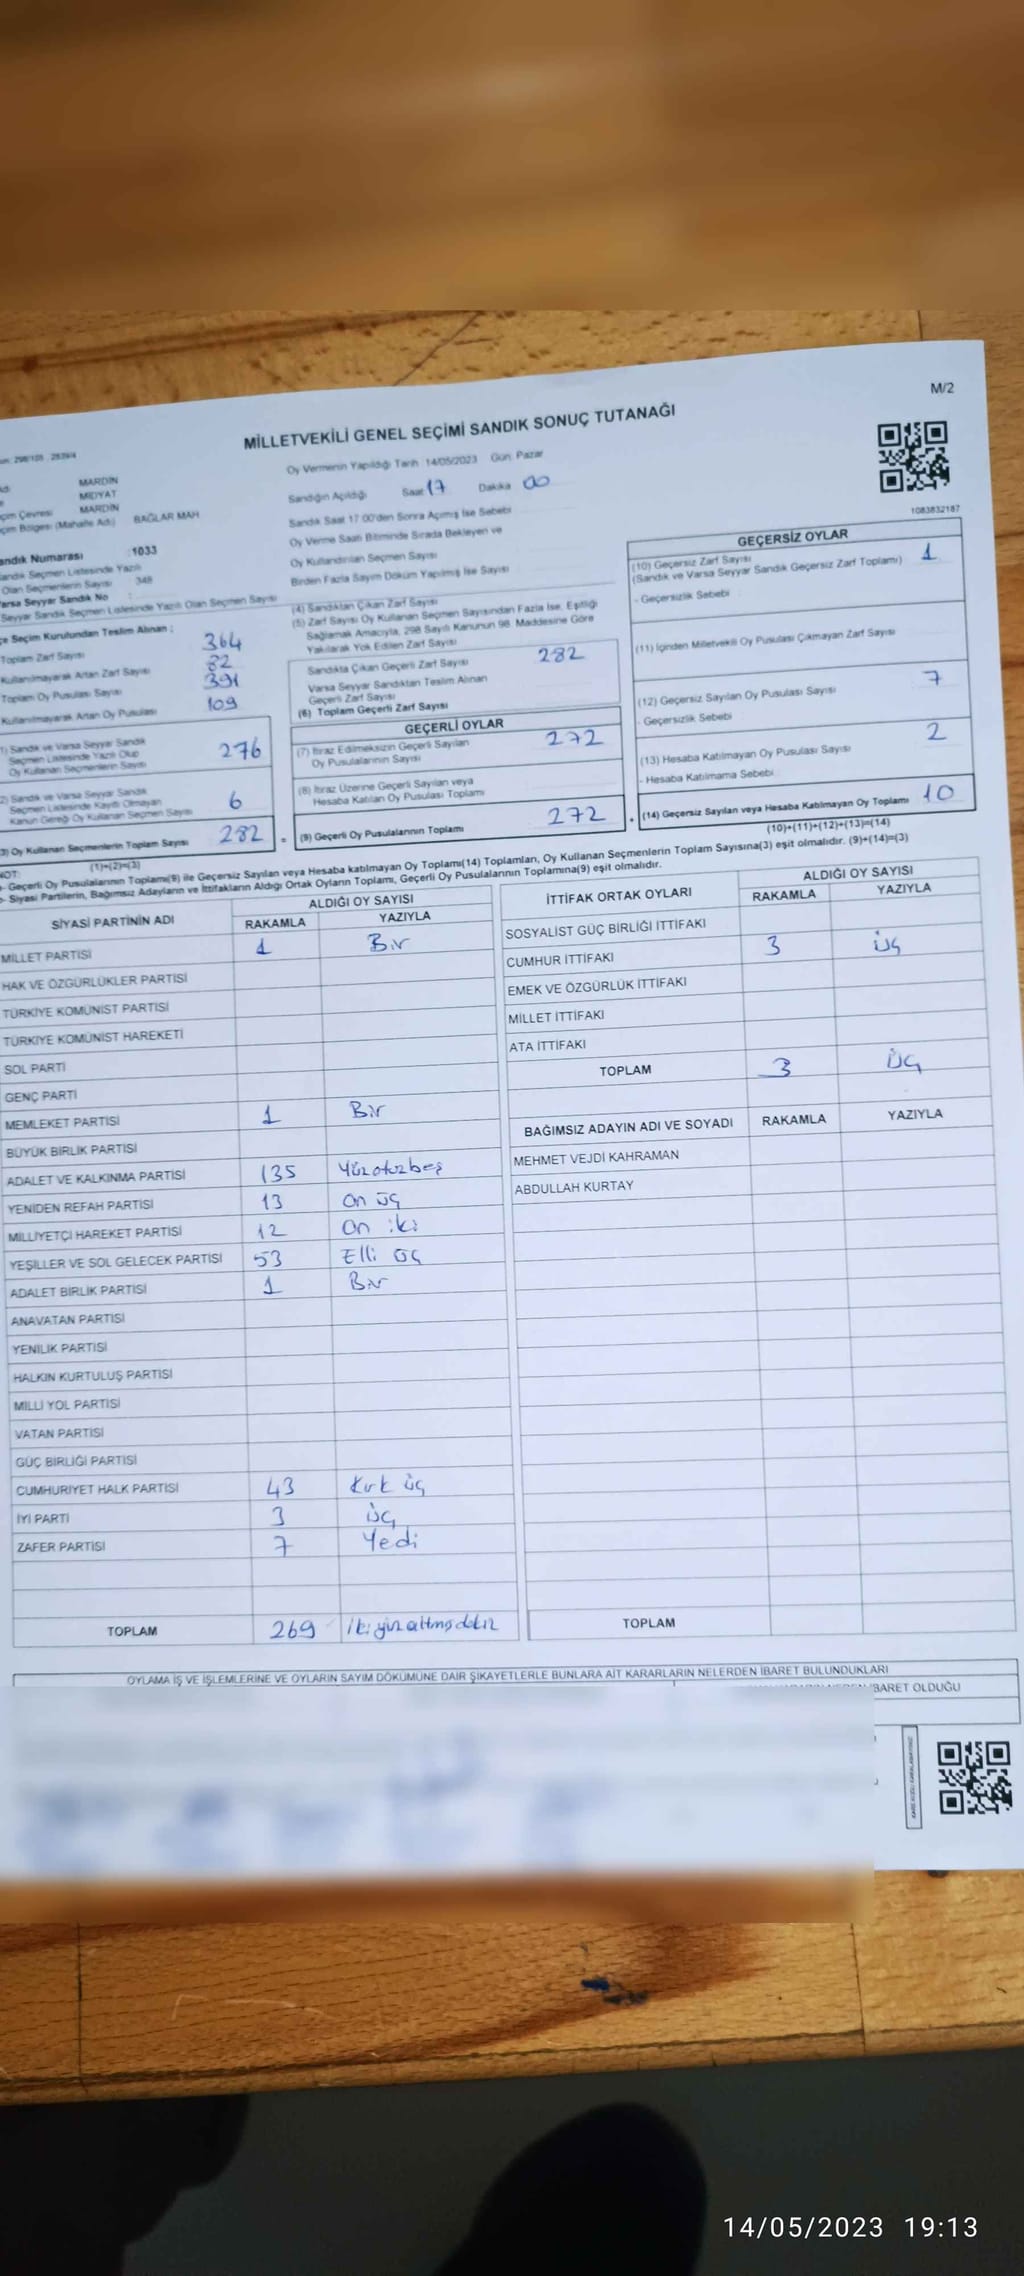 M/2
MİLLETVEKİLİ GENEL SEÇİMİ SANDIK SONUÇ TUTANAĞI
MARDİN
MİDYAT
MARDİN
çim Bölgesi (Mahalle Adı) BAĞLAR MAH
Oy Vermenin Yapıldığı Tarih 14/05/2023 Gün: Pazar
Sandığın Açıldığı Saat 17 Dakika 00
Sandık Saat 17:00'den Sonra Açılmış İse Sebebi
Oy Verme Saati Bitiminde Sırada Bekleyen ve
Oy Kullandırılan Seçmen Sayısı
Birden Fazla Sayım Döküm Yapılmış İse Sayısı
1083832187
andık Numarası :1033
andık Seçmen Listesinde Yazılı
Olan Seçmenlerin Sayısı : 348
Varsa Seyyar Sandık No :
Seyyar Sandık Seçmen Listesinde Yazılı Olan Seçmen Sayısı
çe Seçim Kurulundan Teslim Alınan :
Toplam Zarf Sayısı 364
Kullanılmayarak Artan Zarf Sayısı 82
Toplam Oy Pusulası Sayısı 391
Kullanılmayarak Artan Oy Pusulası 109
1) Sandık ve Varsa Seyyar Sandık
Seçmen Listesinde Yazılı Olup
Oy Kullanan Seçmenlerin Sayısı 276
2) Sandık ve Varsa Seyyar Sandık
Seçmen Listesinde Kayıtlı Olmayan
Kanun Gereği Oy Kullanan Seçmen Sayısı 6
3) Oy Kullanan Seçmenlerin Toplam Sayısı 282 =
(1)+(2)=(3)
(4) Sandıktan Çıkan Zarf Sayısı
(5) Zarf Sayısı Oy Kullanan Seçmen Sayısından Fazla İse, Eşitliği
Sağlamak Amacıyla, 298 Sayılı Kanunun 98. Maddesine Göre
Yakılarak Yok Edilen Zarf Sayısı
Sandıkta Çıkan Geçerli Zarf Sayısı 282
Varsa Seyyar Sandıktan Teslim Alınan
Geçerli Zarf Sayısı
(6) Toplam Geçerli Zarf Sayısı
GEÇERLİ OYLAR
(7) İtiraz Edilmeksizin Geçerli Sayılan
Oy Pusulalarının Sayısı 272
(8) İtiraz Üzerine Geçerli Sayılan veya
Hesaba Katılan Oy Pusulası Toplamı
(9) Geçerli Oy Pusulalarının Toplamı 272 +
GEÇERSİZ OYLAR
(10) Geçersiz Zarf Sayısı
(Sandık ve Varsa Seyyar Sandık Geçersiz Zarf Toplamı) 1
- Geçersizlik Sebebi :
(11) İçinden Milletvekili Oy Pusulası Çıkmayan Zarf Sayısı
(12) Geçersiz Sayılan Oy Pusulası Sayısı 7
- Geçersizlik Sebebi
(13) Hesaba Katılmayan Oy Pusulası Sayısı 2
- Hesaba Katılmama Sebebi :
(14) Geçersiz Sayılan veya Hesaba Katılmayan Oy Toplamı 10
(10)+(11)+(12)+(13)=(14)
NOT:
- Geçerli Oy Pusulalarının Toplamı(9) ile Geçersiz Sayılan veya Hesaba katılmayan Oy Toplamı(14) Toplamları, Oy Kullanan Seçmenlerin Toplam Sayısına(3) eşit olmalıdır. (9)+(14)=(3)
- Siyasi Partilerin, Bağımsız Adayların ve İttifakların Aldığı Ortak Oyların Toplamı, Geçerli Oy Pusulalarının Toplamına(9) eşit olmalıdır.
SİYASİ PARTİNİN ADI ALDIĞI OY SAYISI
RAKAMLA YAZIYLA
MİLLET PARTİSİ 1 Bir
HAK VE ÖZGÜRLÜKLER PARTİSİ
TÜRKİYE KOMÜNİST PARTİSİ
TÜRKİYE KOMÜNİST HAREKETİ
SOL PARTİ
GENÇ PARTİ
MEMLEKET PARTİSİ 1 Bir
BÜYÜK BİRLİK PARTİSİ
ADALET VE KALKINMA PARTİSİ 135 Yüzotuzbeş
YENİDEN REFAH PARTİSİ 13 On üç
MİLLİYETÇİ HAREKET PARTİSİ 12 On iki
YEŞİLLER VE SOL GELECEK PARTİSİ 53 Elli üç
ADALET BİRLİK PARTİSİ 1 Bir
ANAVATAN PARTİSİ
YENİLİK PARTİSİ
HALKIN KURTULUŞ PARTİSİ
MİLLİ YOL PARTİSİ
VATAN PARTİSİ
GÜÇ BİRLİĞİ PARTİSİ
CUMHURİYET HALK PARTİSİ 43 Kırk üç
İYİ PARTİ 3 üç
ZAFER PARTİSİ 7 Yedi
TOPLAM 269 ikiyüzaltmışdokuz
İTTİFAK ORTAK OYLARI ALDIĞI OY SAYISI
RAKAMLA YAZIYLA
SOSYALİST GÜÇ BİRLİĞİ İTTİFAKI
CUMHUR İTTİFAKI 3 üç
EMEK VE ÖZGÜRLÜK İTTİFAKI
MİLLET İTTİFAKI
ATA İTTİFAKI
TOPLAM 3 üç
BAĞIMSIZ ADAYIN ADI VE SOYADI RAKAMLA YAZIYLA
MEHMET VEJDİ KAHRAMAN
ABDULLAH KURTAY
TOPLAM
OYLAMA İŞ VE İŞLEMLERİNE VE OYLARIN SAYIM DÖKÜMÜNE DAİR ŞİKAYETLERLE BUNLARA AİT KARARLARIN NELERDEN İBARET BULUNDUKLARI
İBARET OLDUĞU
14/05/2023 19:13